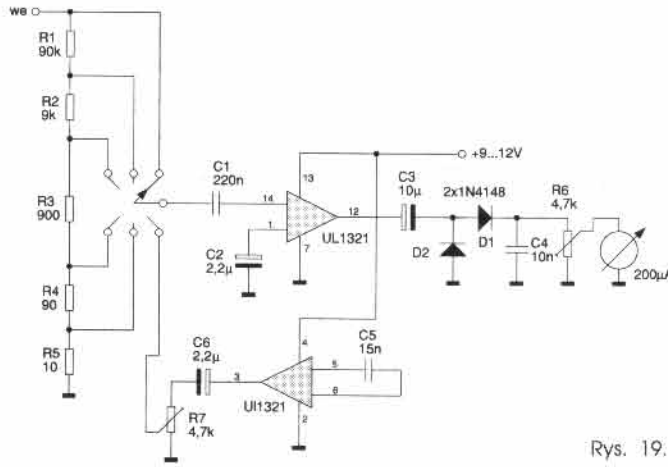 we
R1
90k
R2
9k
R3
900
R4
90
R5
10
C1
220n
14
1
13
12
7
UL1321
C2
2,2µ
+9...12V
C3
10µ
2x1N4148
D1
D2
C4
10n
R6
4,7k
200µA
C5
15n
4
5
6
3
2
Ul1321
C6
2,2µ
R7
4,7k
Rys. 19.